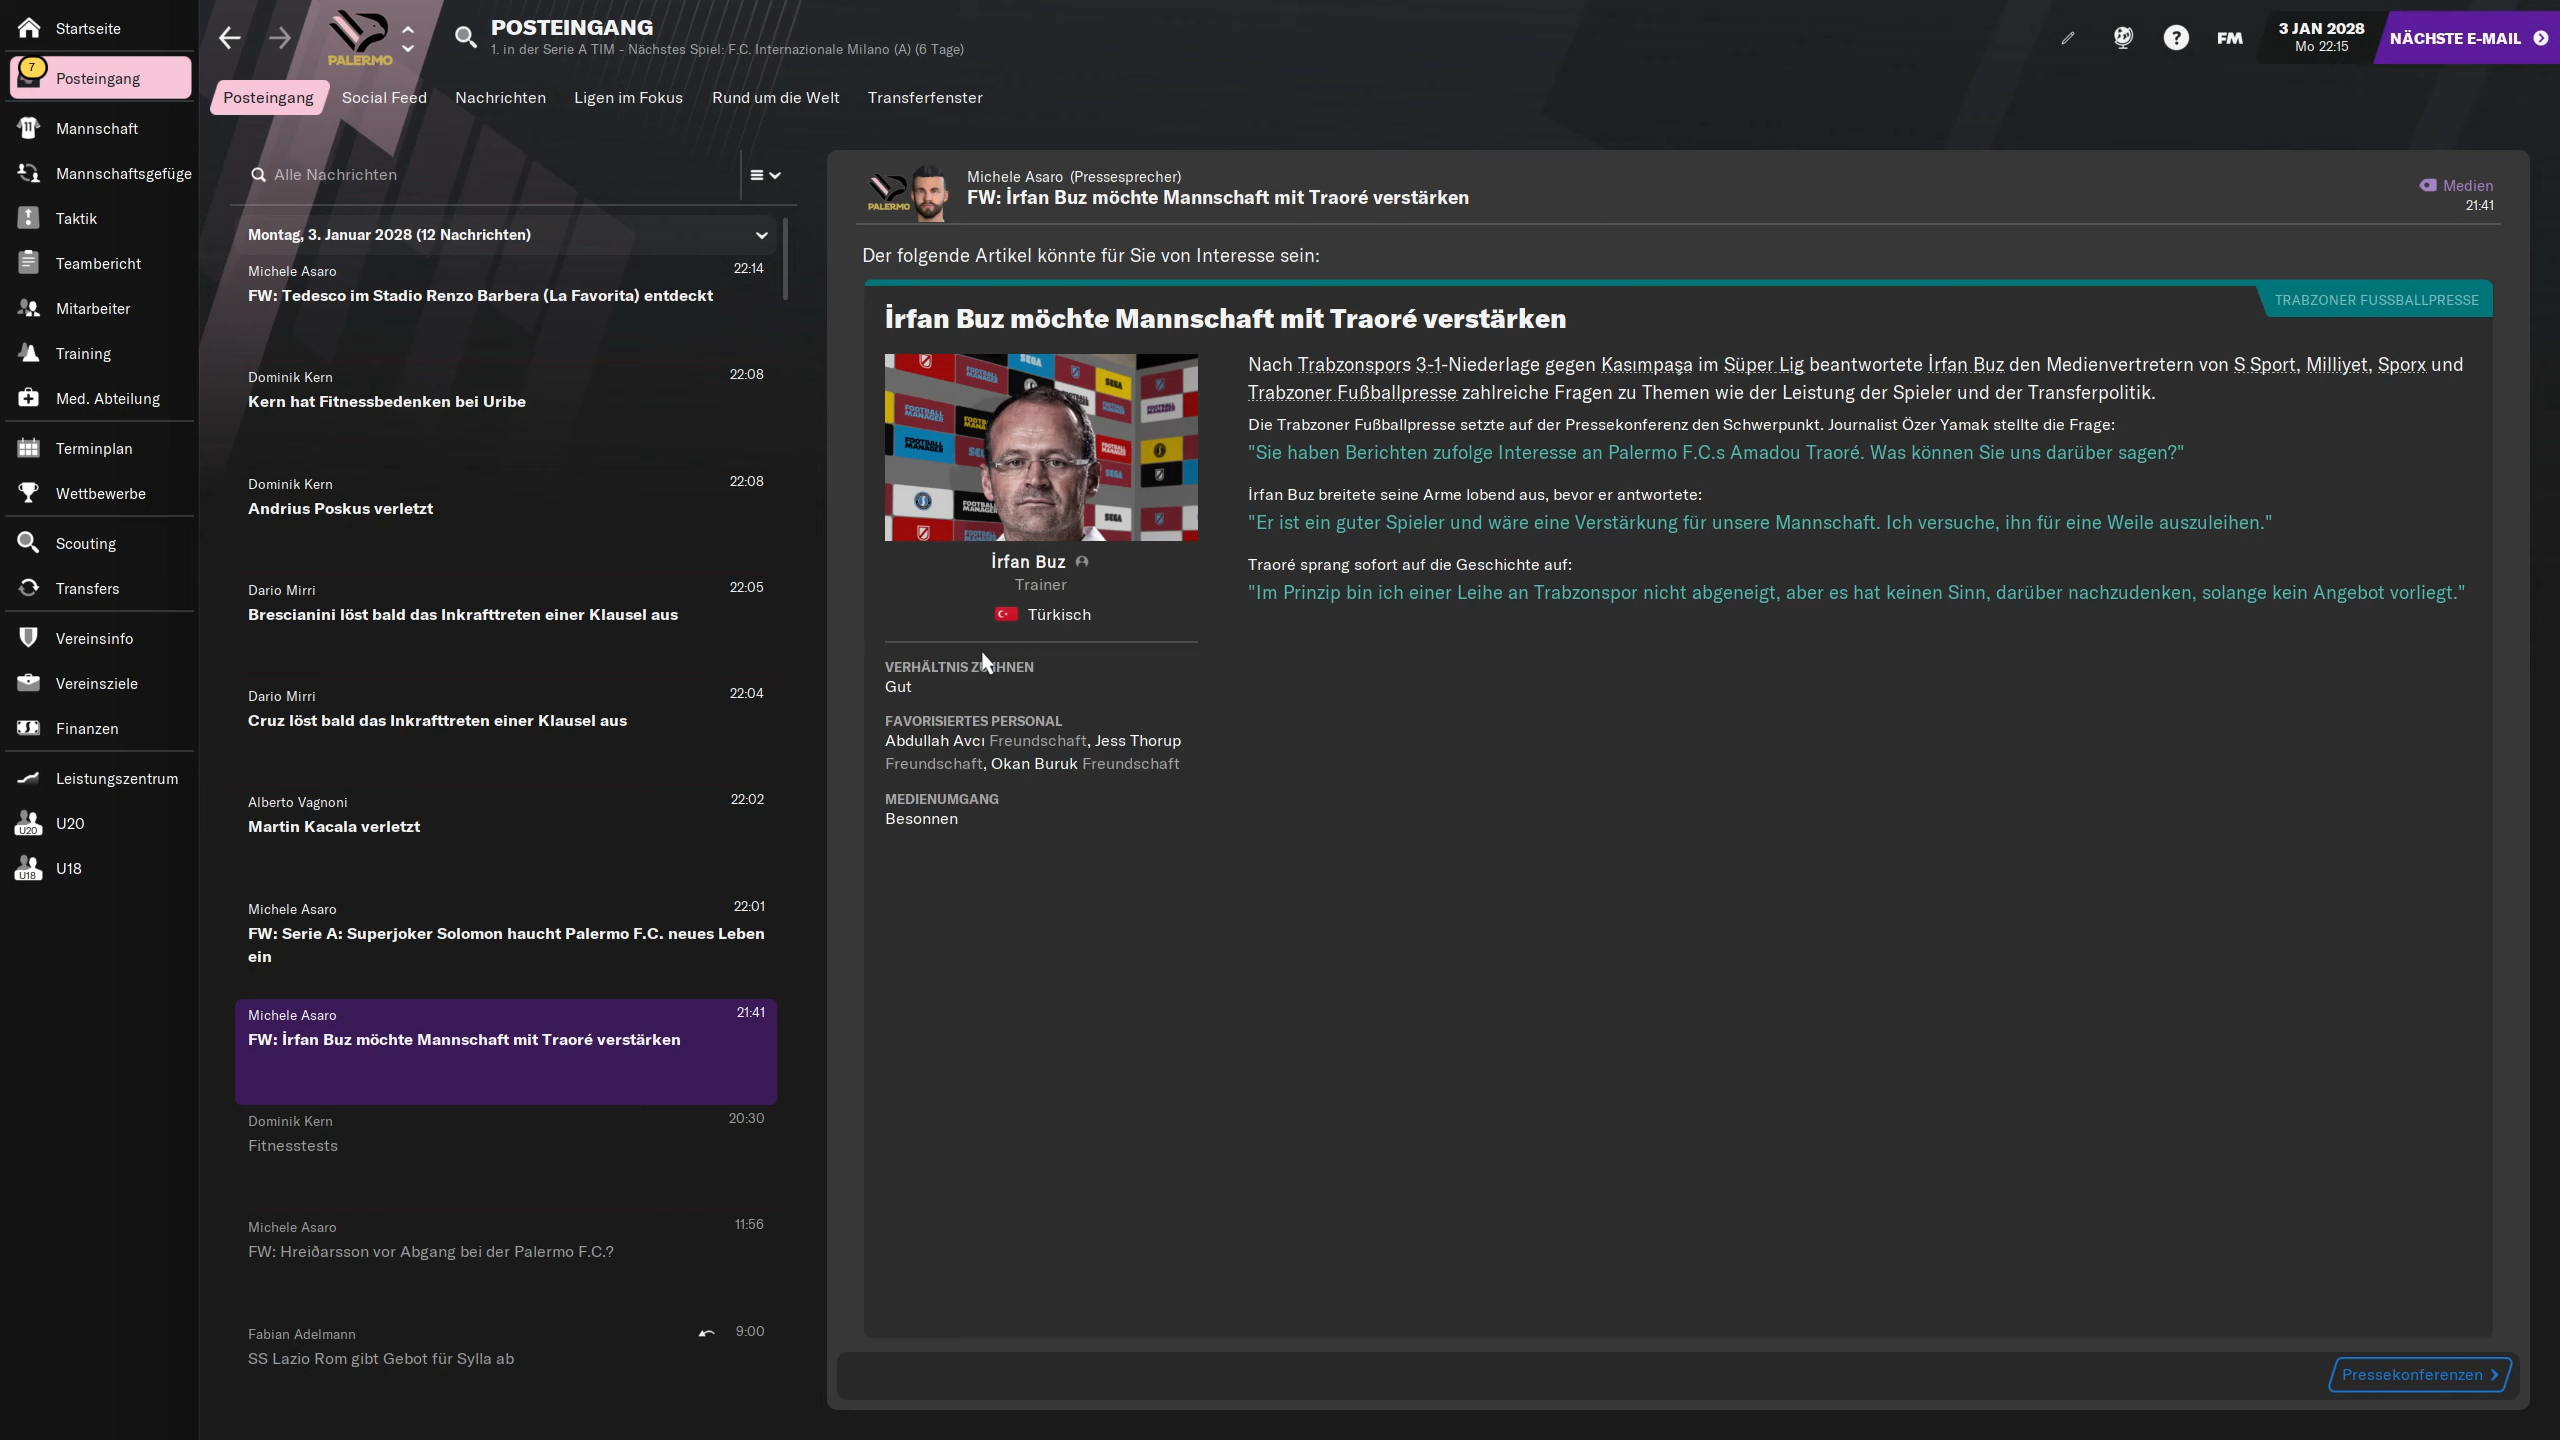 Startseite
7
Posteingang
Mannschaft
Mannschaftsgefüge
Taktik
Teambericht
Mitarbeiter
Training
Med. Abteilung
Terminplan
Wettbewerbe
Scouting
Transfers
Vereinsinfo
Vereinsziele
Finanzen
Leistungszentrum
U20
U20
U18
U18
PALERMO
POSTEINGANG
1. in der Serie A TIM - Nächstes Spiel: F.C. Internazionale Milano (A) (6 Tage)
FM
3 JAN 2028
Mo 22:15
NÄCHSTE E-MAIL
Posteingang
Social Feed
Nachrichten
Ligen im Fokus
Rund um die Welt
Transferfenster
Alle Nachrichten
Montag, 3. Januar 2028 (12 Nachrichten)
Michele Asaro 22:14
FW: Tedesco im Stadio Renzo Barbera (La Favorita) entdeckt
Dominik Kern 22:08
Kern hat Fitnessbedenken bei Uribe
Dominik Kern 22:08
Andrius Poskus verletzt
Dario Mirri 22:05
Brescianini löst bald das Inkrafttreten einer Klausel aus
Dario Mirri 22:04
Cruz löst bald das Inkrafttreten einer Klausel aus
Alberto Vagnoni 22:02
Martin Kacala verletzt
Michele Asaro 22:01
FW: Serie A: Superjoker Solomon haucht Palermo F.C. neues Leben
ein
Michele Asaro 21:41
FW: İrfan Buz möchte Mannschaft mit Traoré verstärken
Dominik Kern 20:30
Fitnesstests
Michele Asaro 11:56
FW: Hreiðarsson vor Abgang bei der Palermo F.C.?
Fabian Adelmann 9:00
SS Lazio Rom gibt Gebot für Sylla ab
PALERMO
Michele Asaro (Pressesprecher)
FW: İrfan Buz möchte Mannschaft mit Traoré verstärken
Medien
21:41
Der folgende Artikel könnte für Sie von Interesse sein:
TRABZONER FUSSBALLPRESSE
İrfan Buz möchte Mannschaft mit Traoré verstärken
İrfan Buz
Trainer
Türkisch
VERHÄLTNIS ZU IHNEN
Gut
FAVORISIERTES PERSONAL
Abdullah Avcı Freundschaft, Jess Thorup
Freundschaft, Okan Buruk Freundschaft
MEDIENUMGANG
Besonnen
Nach Trabzonspors 3-1-Niederlage gegen Kasımpaşa im Süper Lig beantwortete İrfan Buz den Medienvertretern von S Sport, Milliyet, Sporx und
Trabzoner Fußballpresse zahlreiche Fragen zu Themen wie der Leistung der Spieler und der Transferpolitik.
Die Trabzoner Fußballpresse setzte auf der Pressekonferenz den Schwerpunkt. Journalist Özer Yamak stellte die Frage:
"Sie haben Berichten zufolge Interesse an Palermo F.C.s Amadou Traoré. Was können Sie uns darüber sagen?"
İrfan Buz breitete seine Arme lobend aus, bevor er antwortete:
"Er ist ein guter Spieler und wäre eine Verstärkung für unsere Mannschaft. Ich versuche, ihn für eine Weile auszuleihen."
Traoré sprang sofort auf die Geschichte auf:
"Im Prinzip bin ich einer Leihe an Trabzonspor nicht abgeneigt, aber es hat keinen Sinn, darüber nachzudenken, solange kein Angebot vorliegt."
Pressekonferenzen